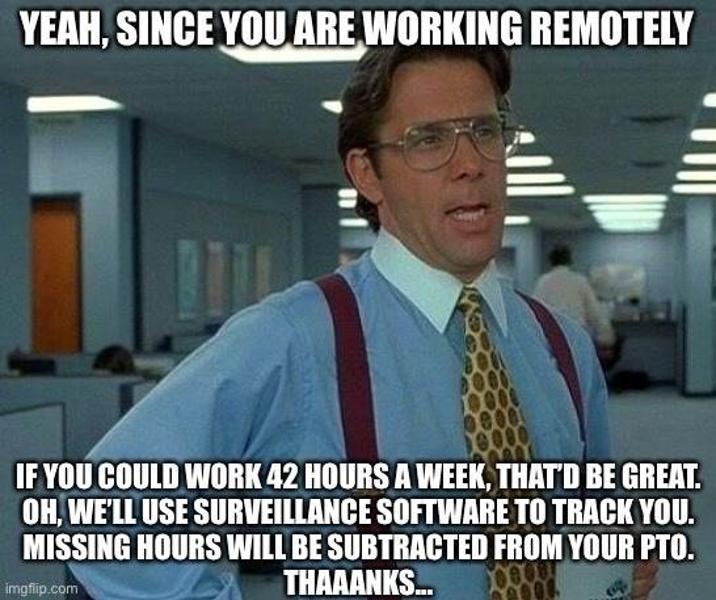 YEAH, SINCE YOU ARE WORKING REMOTELY
IF YOU COULD WORK 42 HOURS A WEEK, THAT'D BE GREAT.
OH, WE'LL USE SURVEILLANCE SOFTWARE TO TRACK YOU.
MISSING HOURS WILL BE SUBTRACTED FROM YOUR PTO.
THAAANKS...
imgflip.com